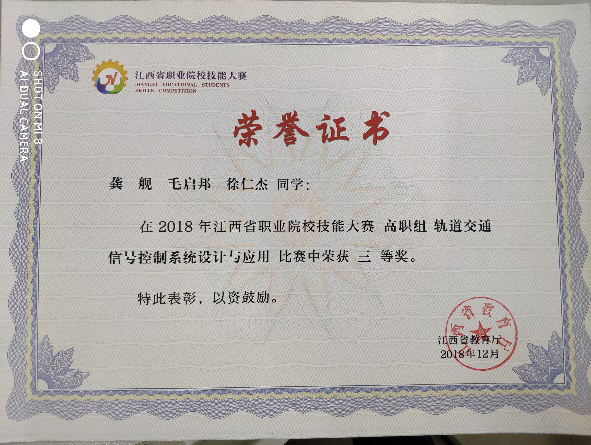 江西省职业院校技能大赛
JIANGXI VOCATIONAL STUDENTS
SKILLS COMPETITION
荣誉证书
龚 舰 毛启邦 徐仁杰 同学：
在 2018 年江西省职业院校技能大赛 高职组 轨道交通
信号控制系统设计与应用 比赛中荣获 三 等奖。
特此表彰，以资鼓励。
江西省教育厅
江西省教育厅
2018年12月
SHOT ON MI 8
AI DUAL CAMERA